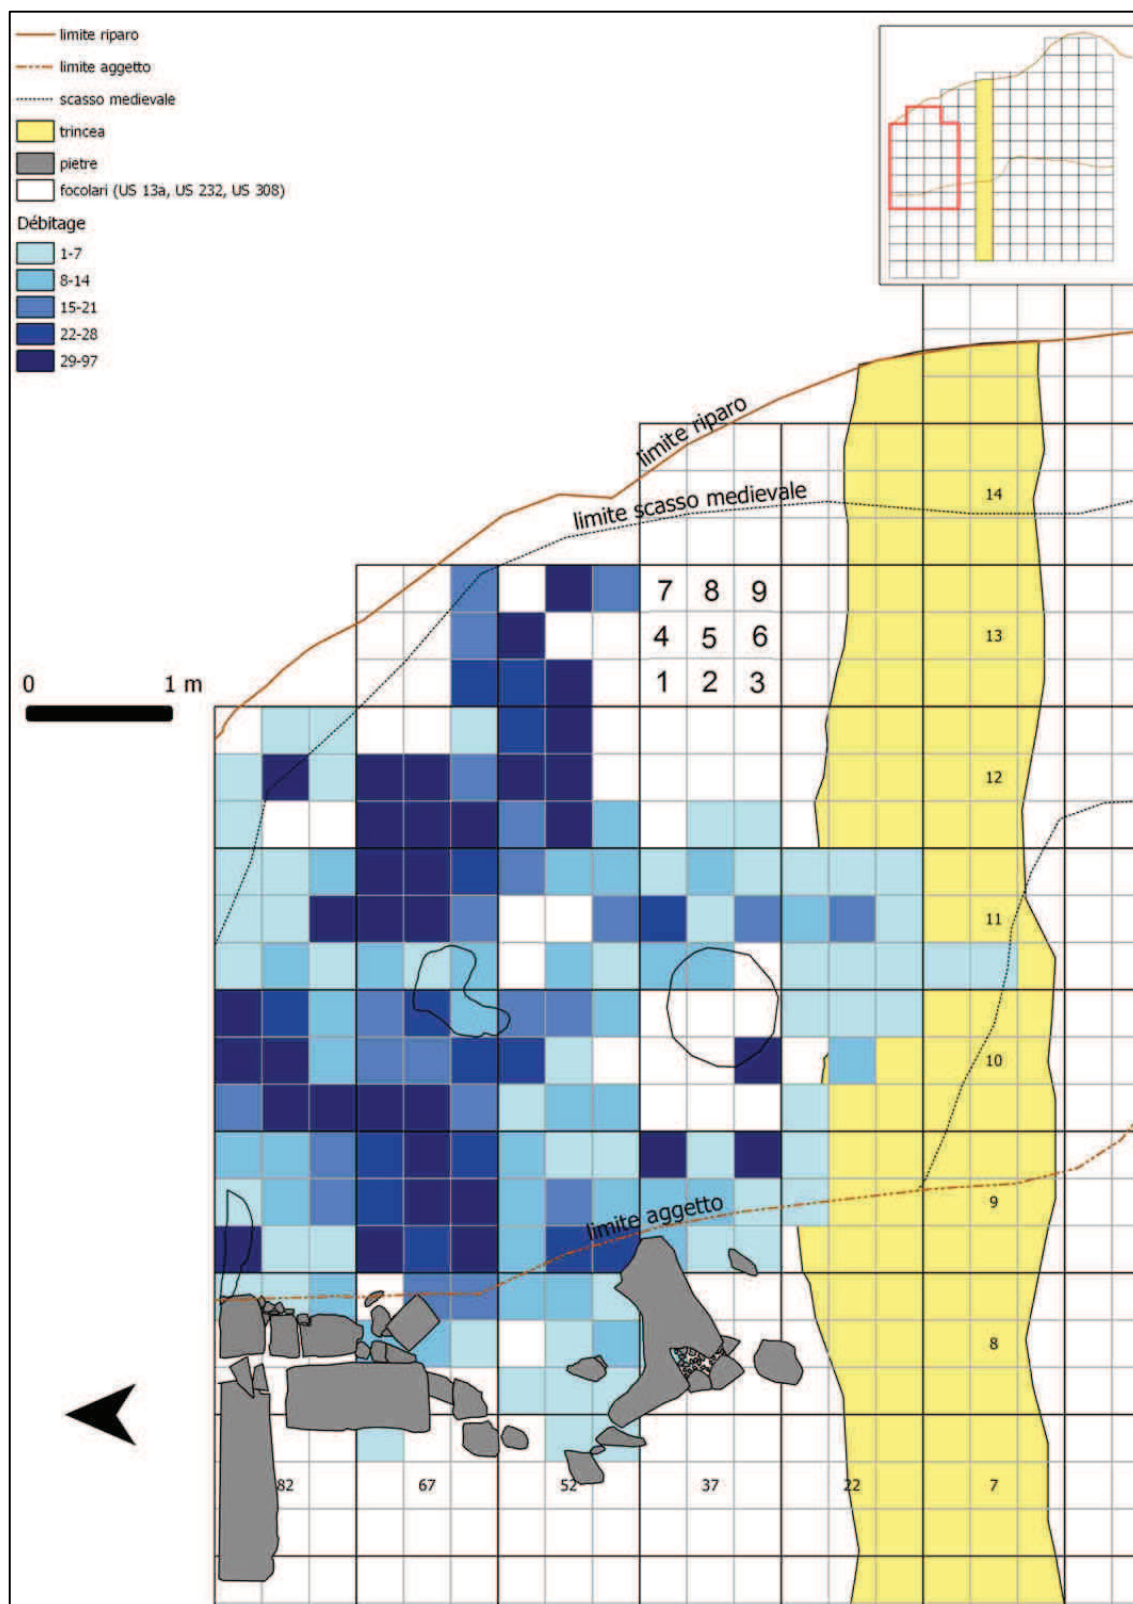 limite riparo
limite aggetto
scasso medievale
trincea
pietre
focolari (US 13a, US 232, US 308)
Débitage
1-7
8-14
15-21
22-28
29-97
limite riparo
limite scasso medievale
14
7 8 9
4 5 6
1 2 3
13
0 1 m
12
11
10
limite aggetto
9
8
82 67 52 37 22 7